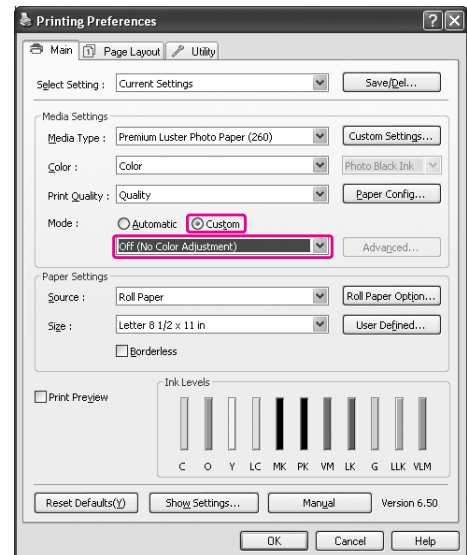 Printing Preferences
Main Page Layout Utility
Select Setting : Current Settings Save/Del...
Media Settings
Media Type : Premium Luster Photo Paper (260) Custom Settings...
Color : Color Photo Black Ink
Print Quality : Quality Paper Config...
Mode : Automatic Custom
Off (No Color Adjustment) Advanced...
Paper Settings
Source : Roll Paper Roll Paper Option...
Size : Letter 8 1/2 x 11 in User Defined...
Borderless
Print Preview
Ink Levels
C O Y LC MK PK VM LK G LLK VLM
Reset Defaults(Y) Show Settings... Manual Version 6.50
OK Cancel Help